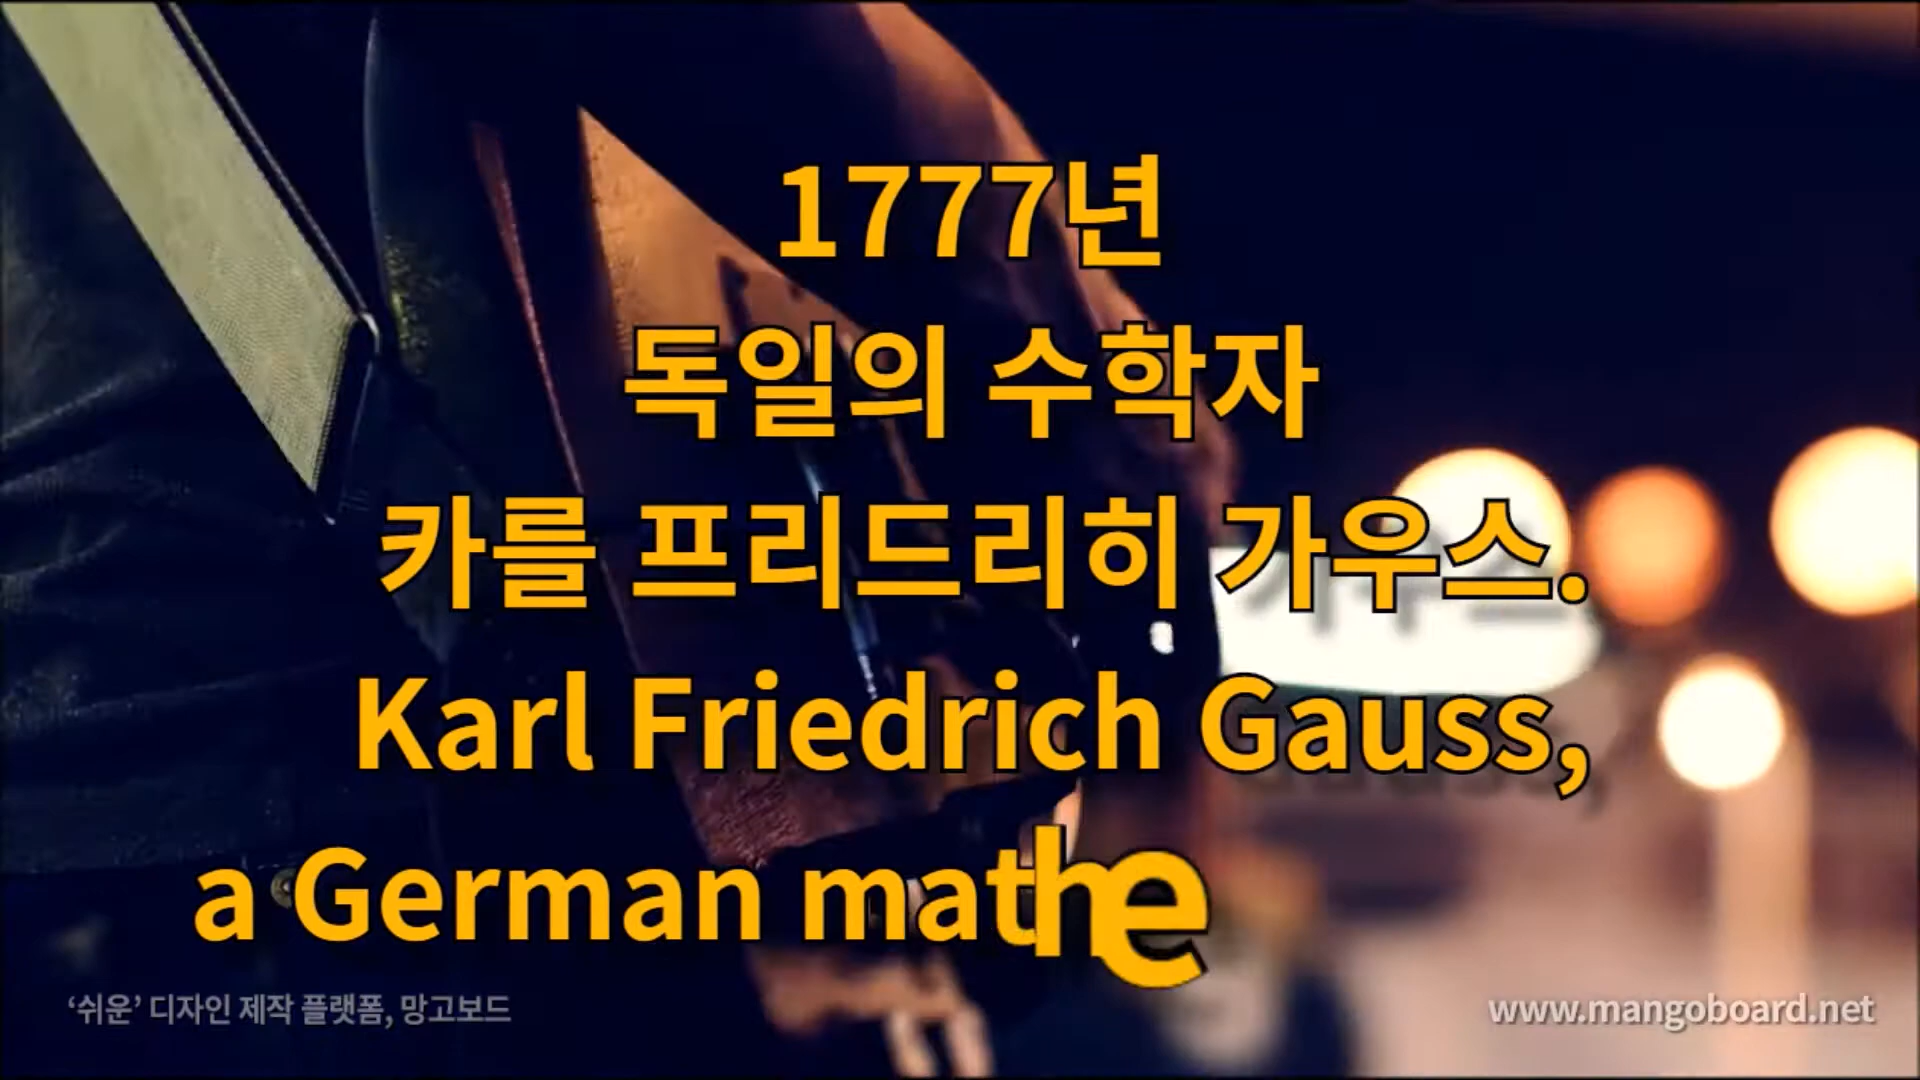 1777년
독일의 수학자
카를 프리드리히 가우스.
Karl Friedrich Gauss,
a German mathe
‘쉬운’ 디자인 제작 플랫폼, 망고보드
www.mangoboard.net